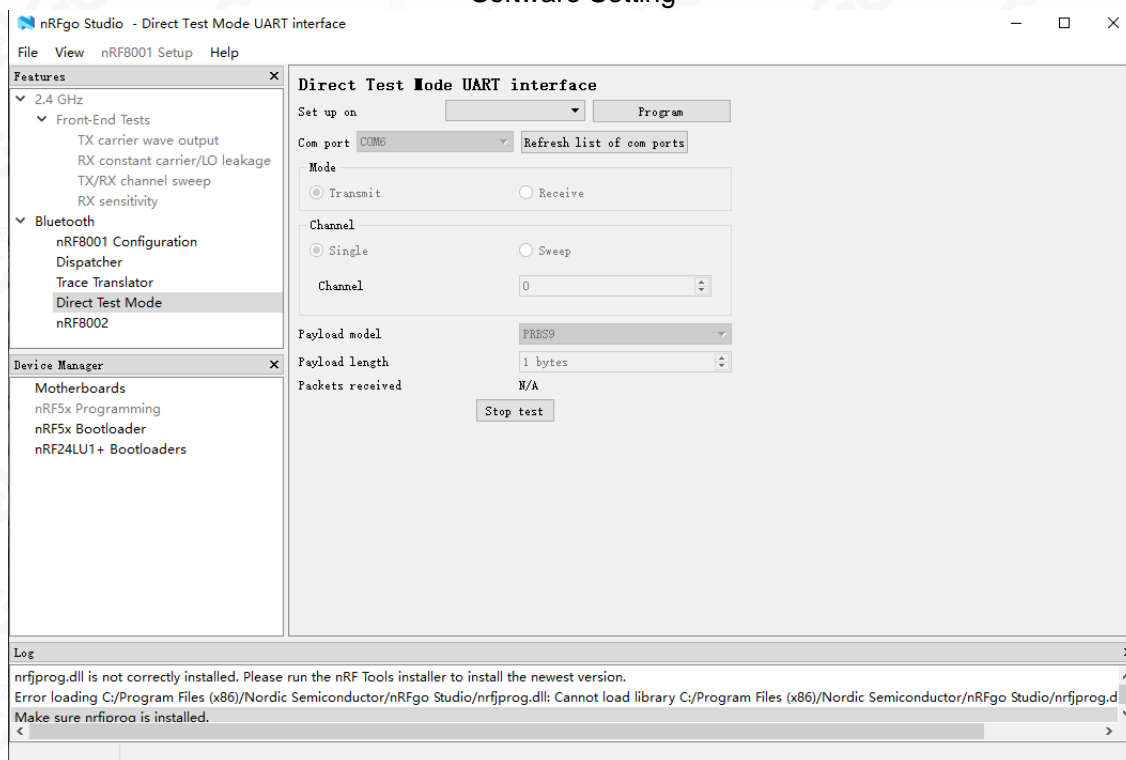 Software Setting
nRFgo Studio - Direct Test Mode UART interface
File View nRF8001 Setup Help
Features
2.4 GHz
Front-End Tests
TX carrier wave output
RX constant carrier/LO leakage
TX/RX channel sweep
RX sensitivity
Bluetooth
nRF8001 Configuration
Dispatcher
Trace Translator
Direct Test Mode
nRF8002
Device Manager
Motherboards
nRF5x Programming
nRF5x Bootloader
nRF24LU1+ Bootloaders
Direct Test Mode UART interface
Set up on Program
Com port COM6 Refresh list of com ports
Mode
Transmit Receive
Channel
Single Sweep
Channel 0
Payload model PRBS9
Payload length 1 bytes
Packets received N/A
Stop test
Log
nrfjprog.dll is not correctly installed. Please run the nRF Tools installer to install the newest version.
Error loading C:/Program Files (x86)/Nordic Semiconductor/nRFgo Studio/nrfjprog.dll: Cannot load library C:/Program Files (x86)/Nordic Semiconductor/nRFgo Studio/nrfjprog.d
Make sure nrfjprog is installed.